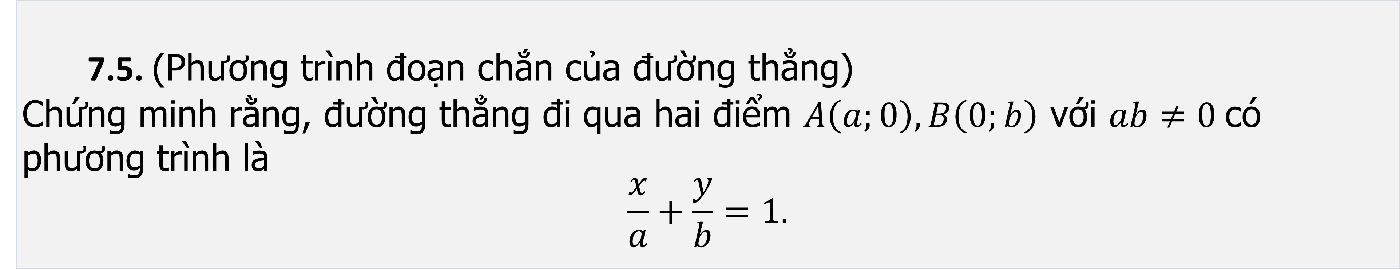 7.5. (Phương trình đoạn chắn của đường thẳng)
Chứng minh rằng, đường thẳng đi qua hai điểm A(a; 0), B(0; b) với ab ≠ 0 có
phương trình là
x/a + y/b = 1.